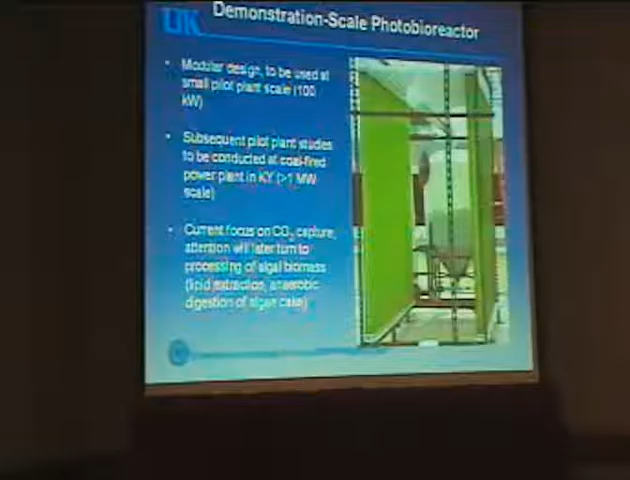 UK
Demonstration-Scale Photobioreactor
• Modular design, to be used at
small pilot plant scale (100
kW)
• Subsequent pilot plant studies
to be conducted at coal-fired
power plant in KY (>1 MW
scale)
• Current focus on CO₂ capture,
attention will later turn to
processing of algal biomass
(lipid extraction, anaerobic
digestion of algae cake)